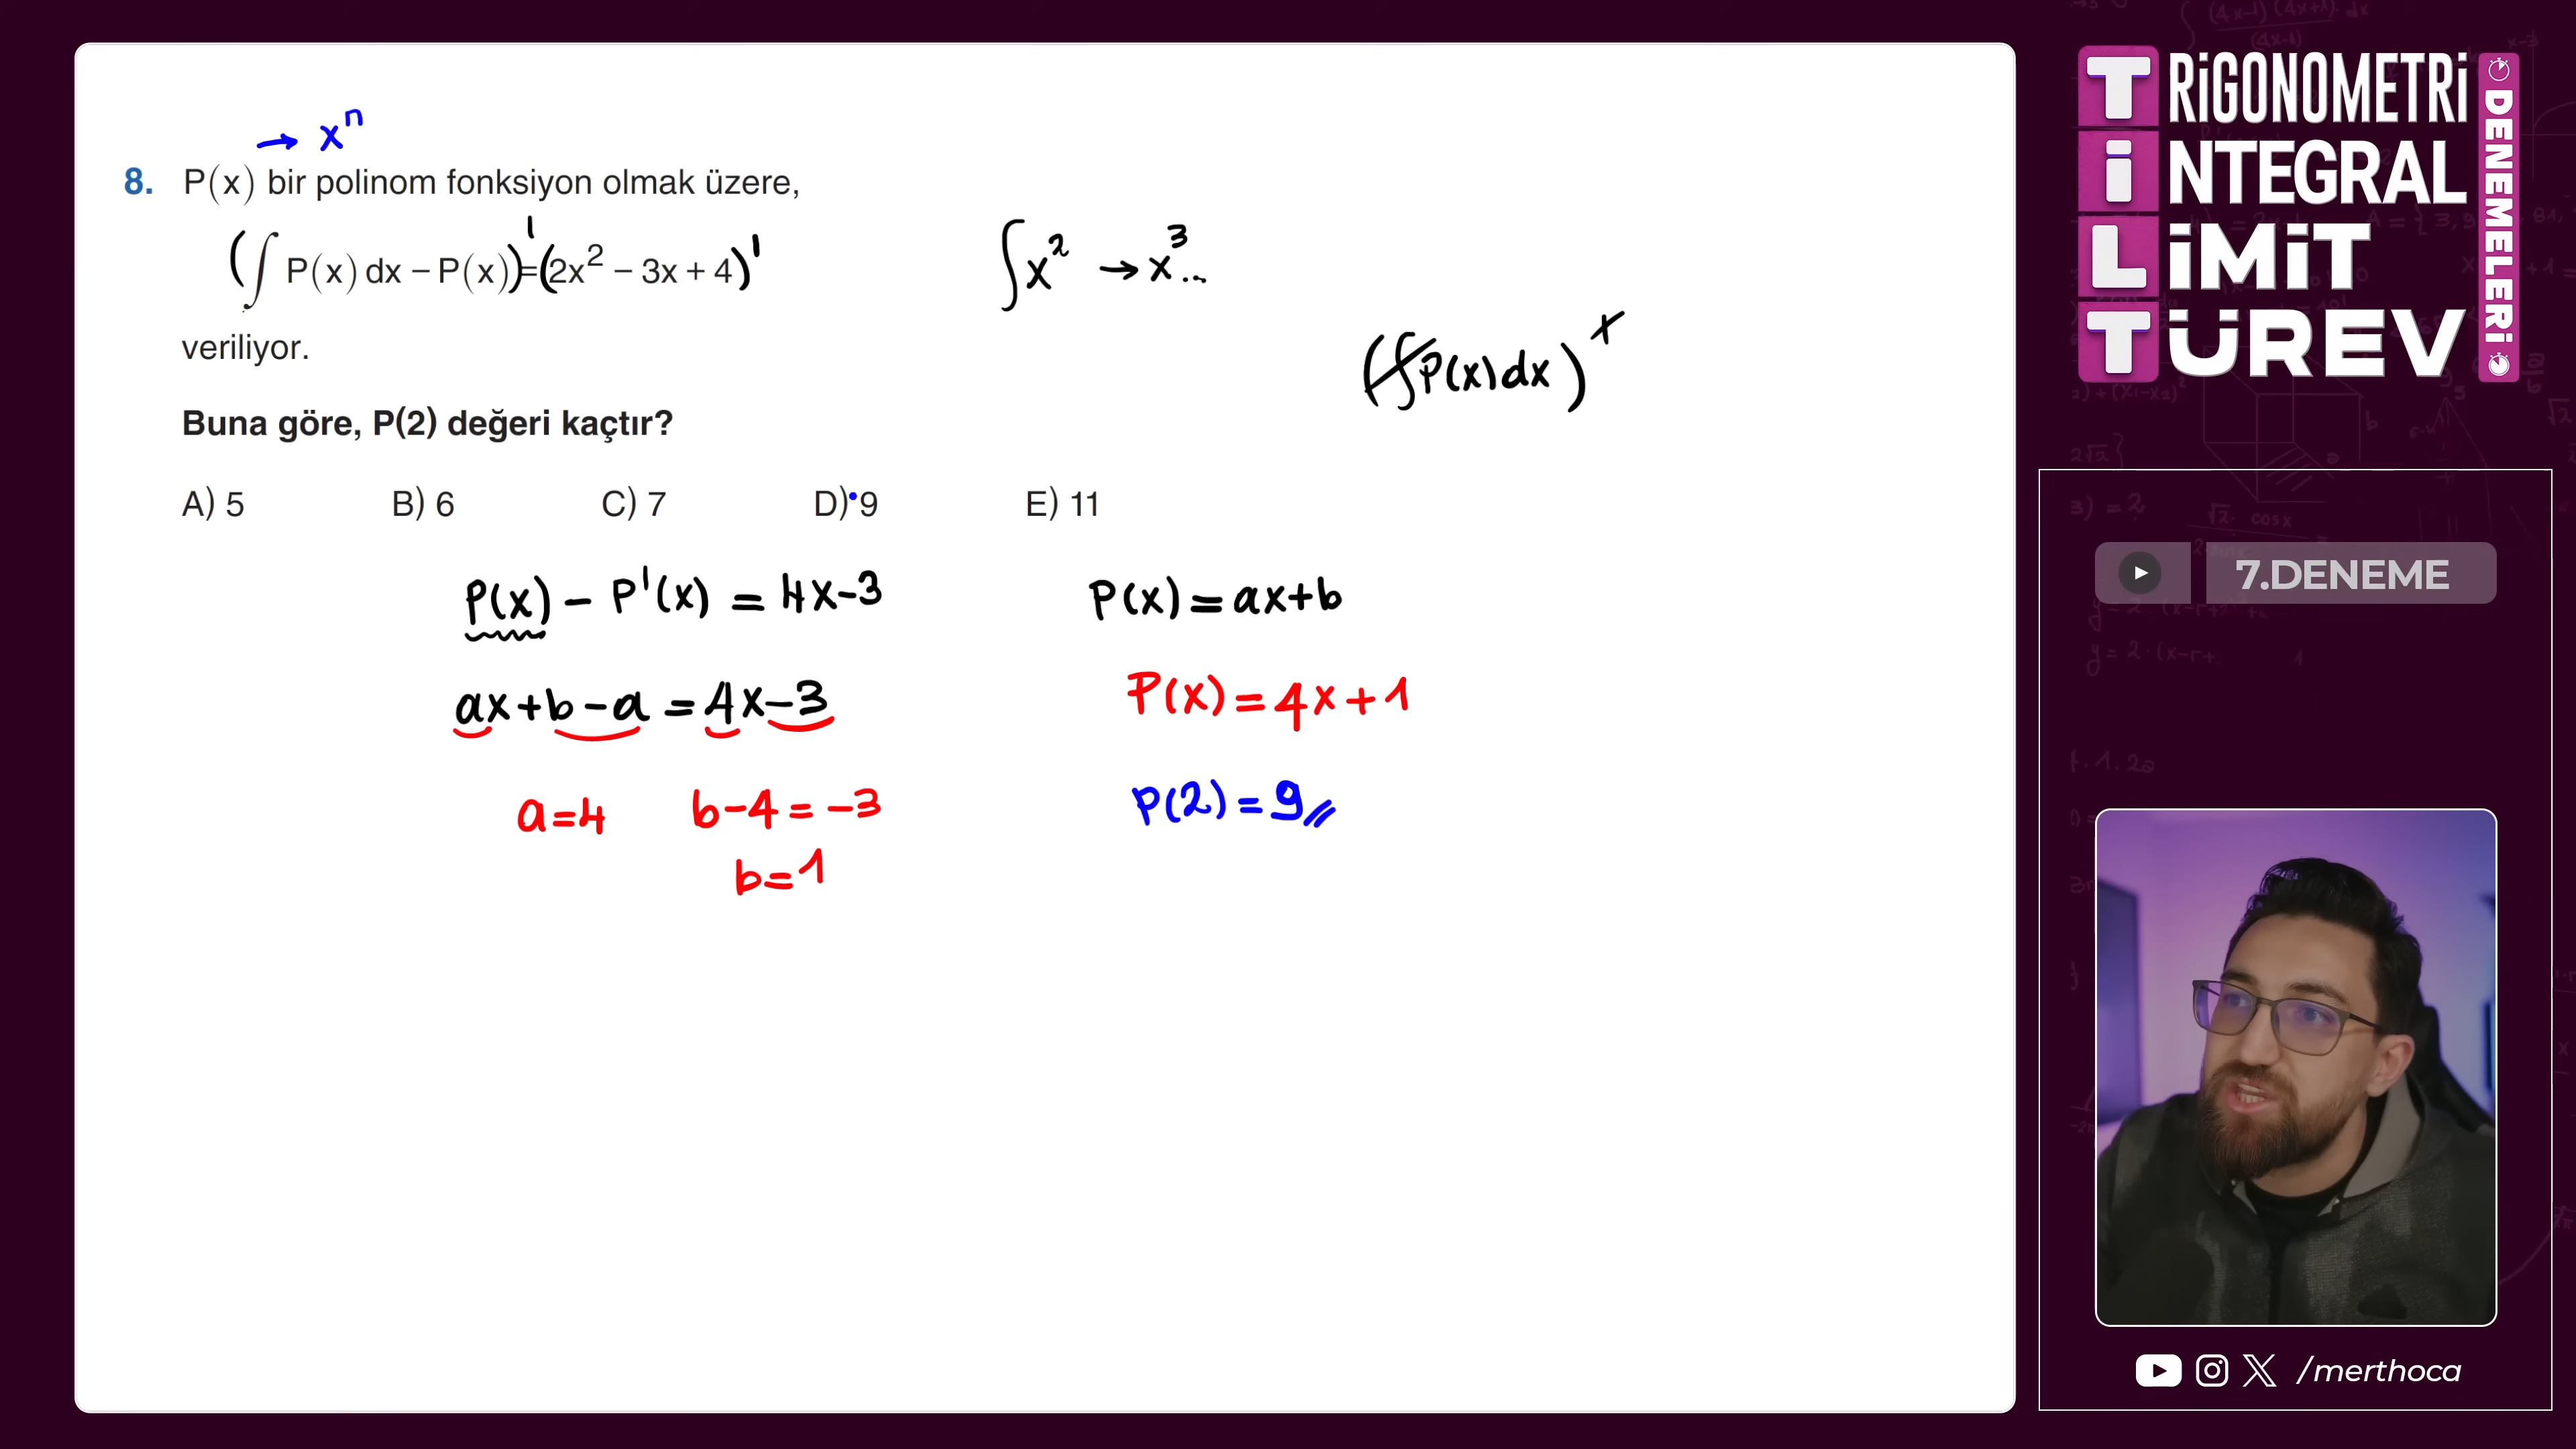 → xⁿ
8. P(x) bir polinom fonksiyon olmak üzere,
(∫ P(x) dx – P(x))' = (2x² – 3x + 4)'
∫x² → x³..
veriliyor.
(∫P(x)dx)'
Buna göre, P(2) değeri kaçtır?
A) 5 B) 6 C) 7 D) 9 E) 11
P(x) – P'(x) = 4x–3
P(x) = ax+b
ax+b–a = 4x–3
P(x) = 4x+1
a=4 b–4 = –3
P(2) = 9
b=1
TRiGONOMETRi
iNTEGRAL
LiMiT
TÜREV
DENEMELERi
7.DENEME
/merthoca